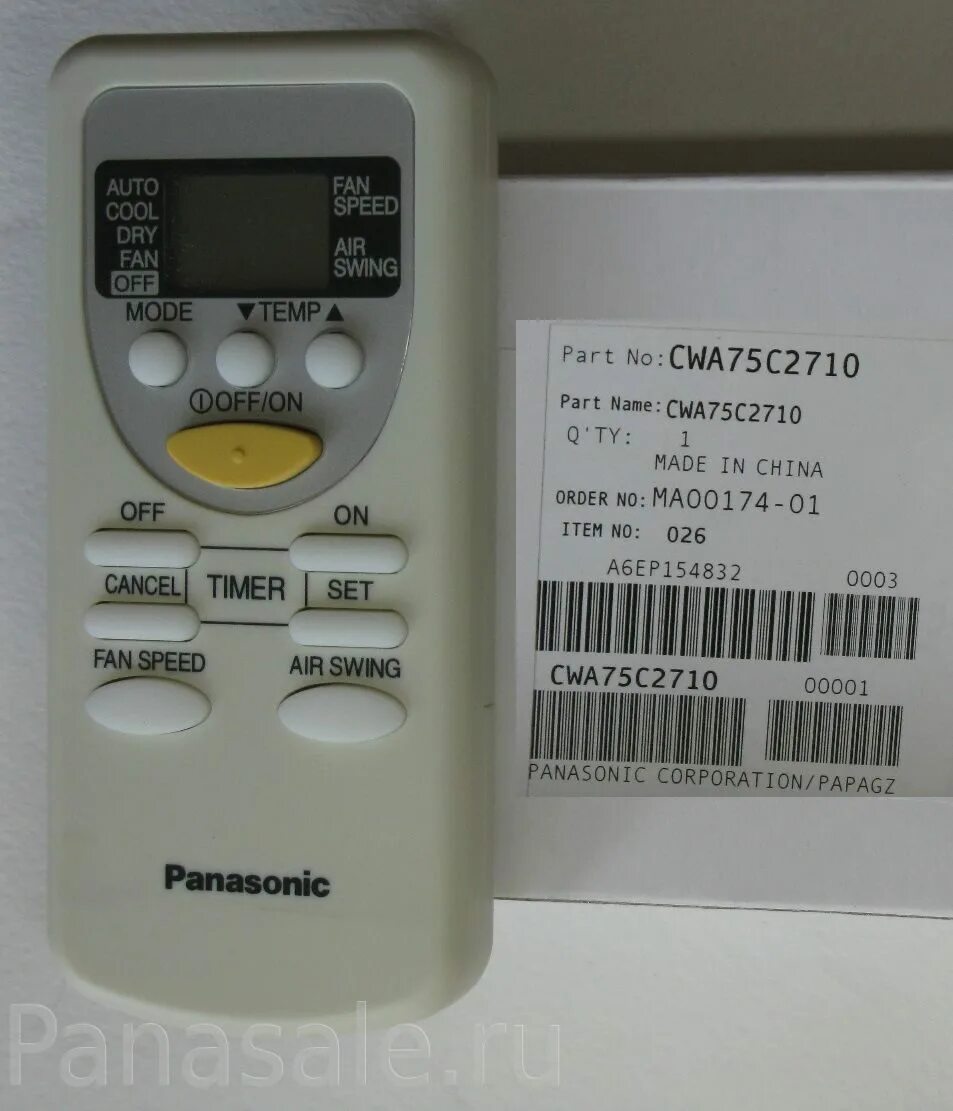 AUTO
COOL
DRY
FAN
OFF
FAN
SPEED
AIR
SWING
MODE ▼TEMP▲
OFF/ON
OFF ON
CANCEL TIMER SET
FAN SPEED AIR SWING
Panasonic
Part No: CWA75C2710
Part Name: CWA75C2710
Q'TY: 1
MADE IN CHINA
ORDER NO: MA00174-01
ITEM NO: 026
A6EP154832 0003
CWA75C2710 00001
PANASONIC CORPORATION/PAPAGZ
Panasale.ru